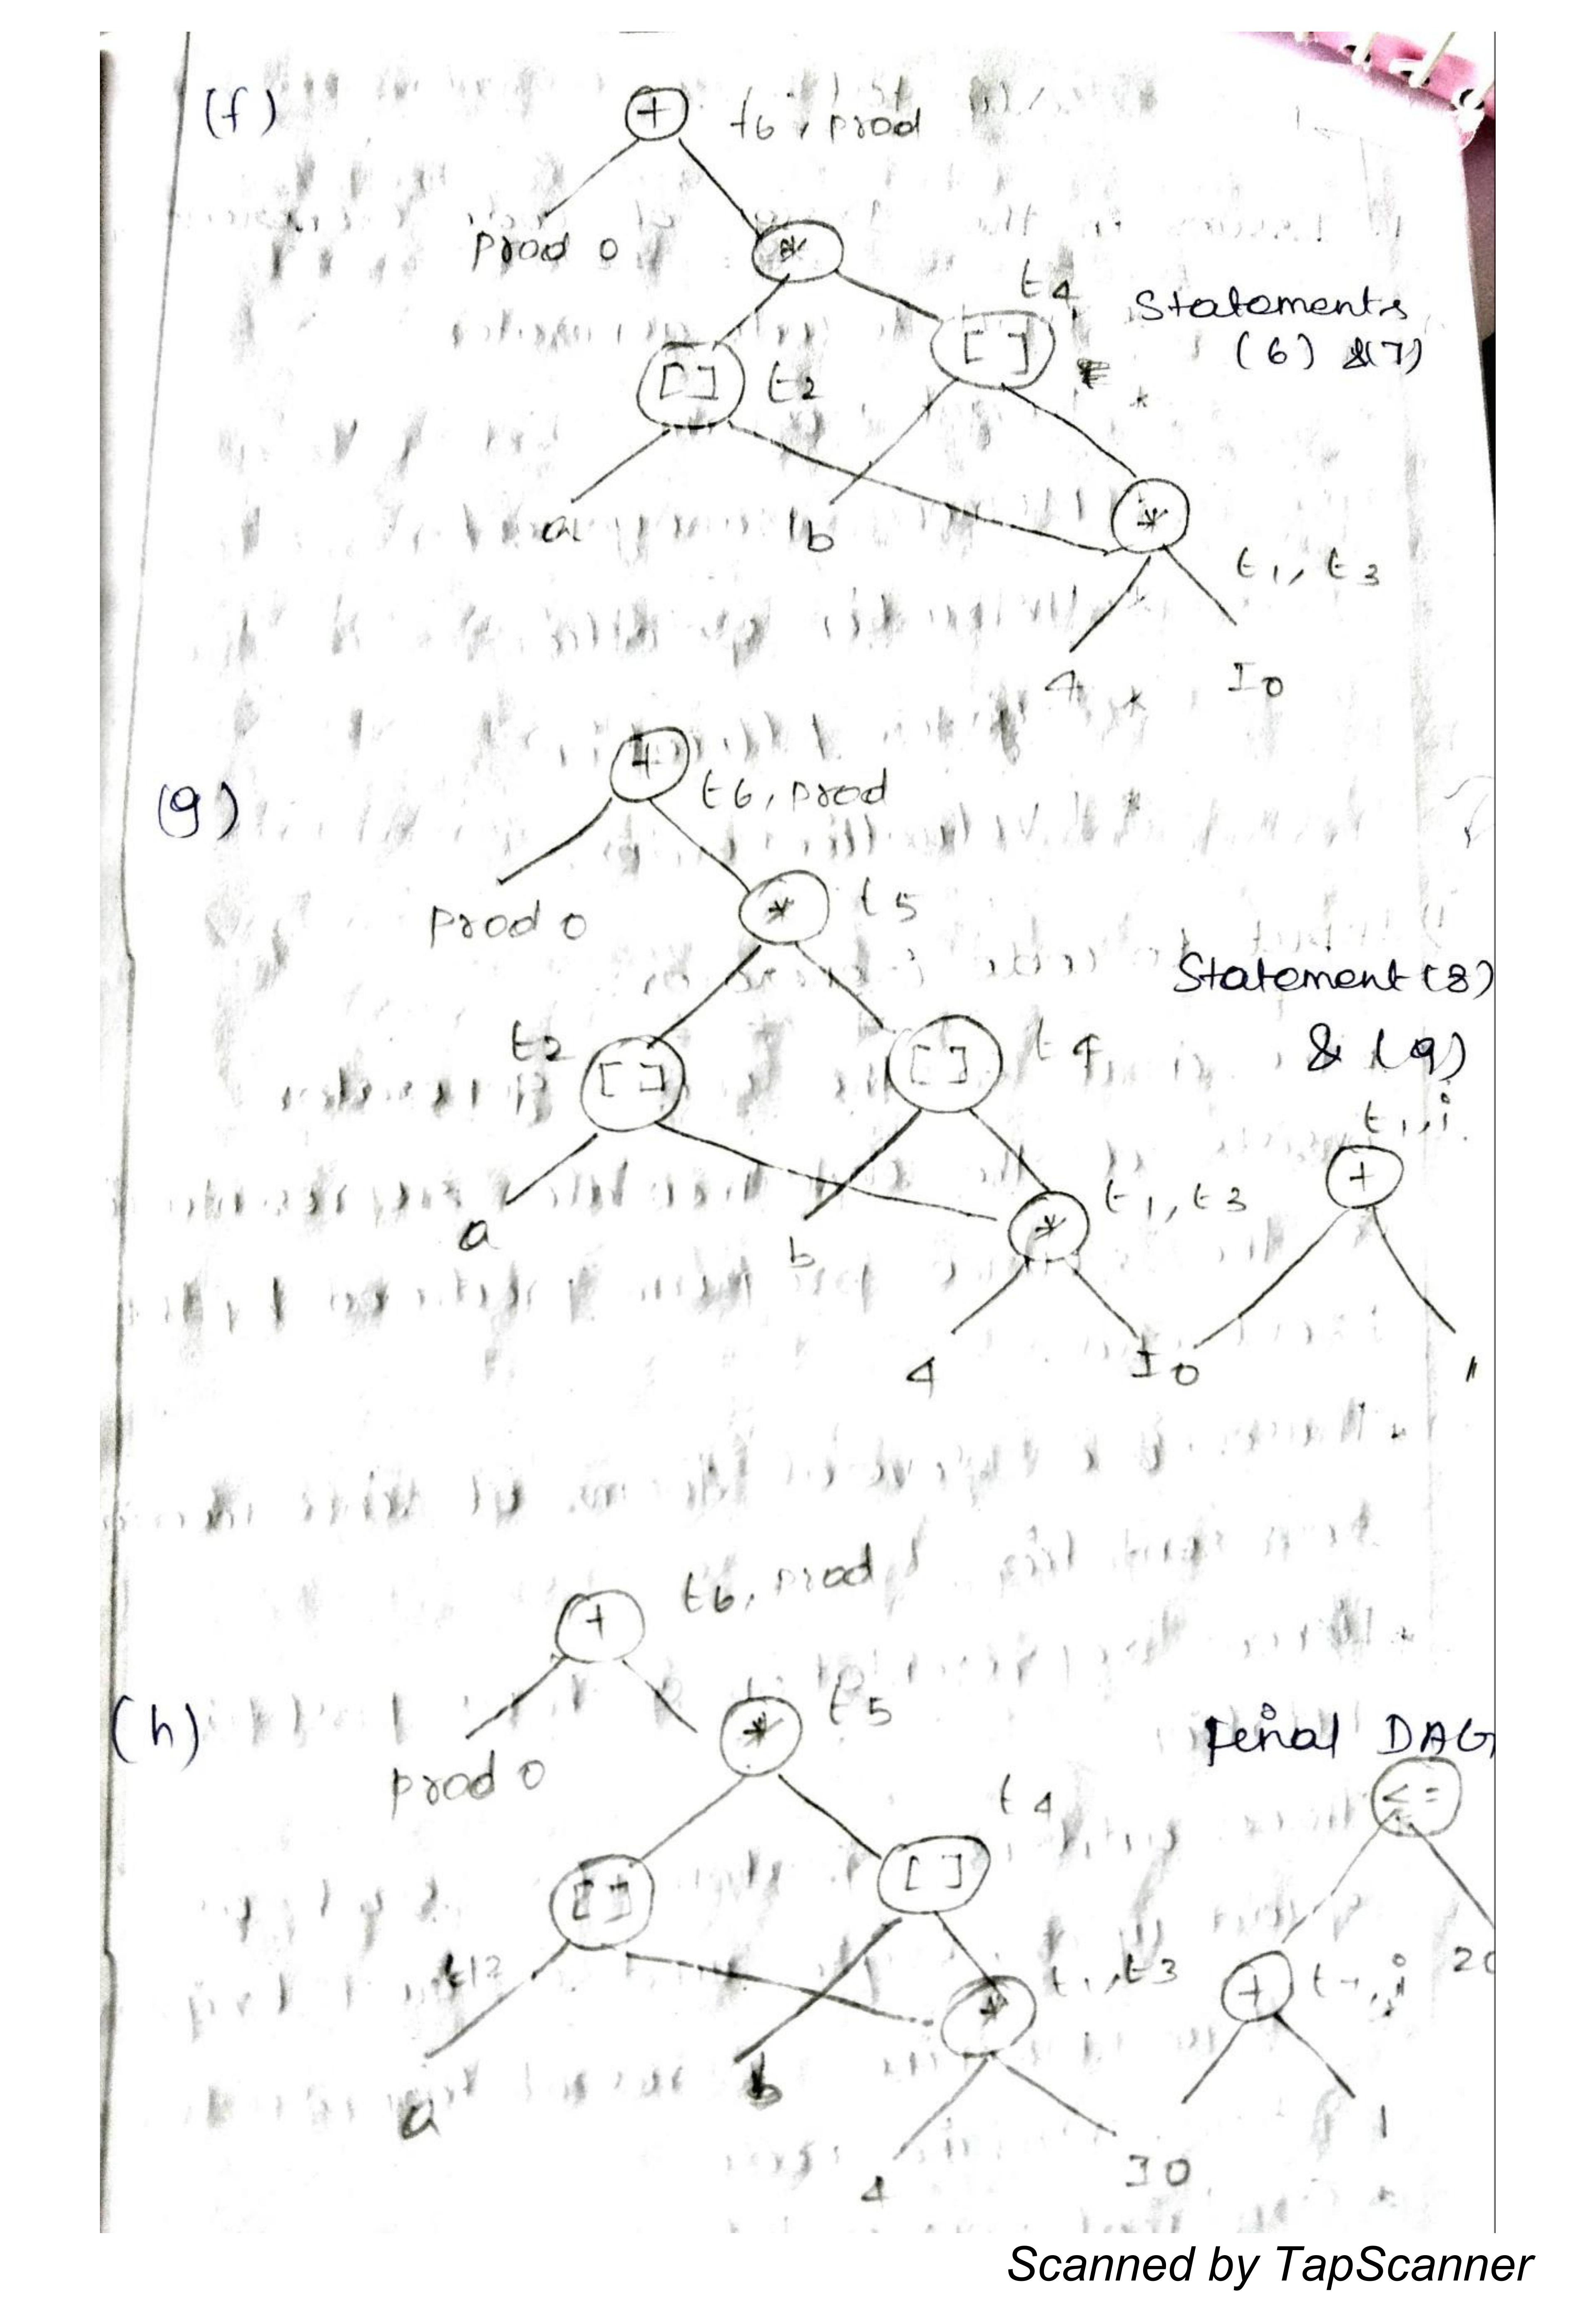 (f)
+ t6, prod
prod 0
*
t4
[ ]
Statements
(6) &(7)
[ ] t2
a
b
*
t1, t3
4
I0
(g)
+
t6, prod
prod 0
* t5
Statement (8)
& (9)
t2
[ ]
[ ] t4
t1, i
+
a
b
*
t1, t3
4
I0
1
(h)
+
t6, prod
prod 0
* t5
Final DAG
<=
t4
[ ]
[ ]
20
a
b
*
t1, t3
+
4
I0
1
Scanned by TapScanner